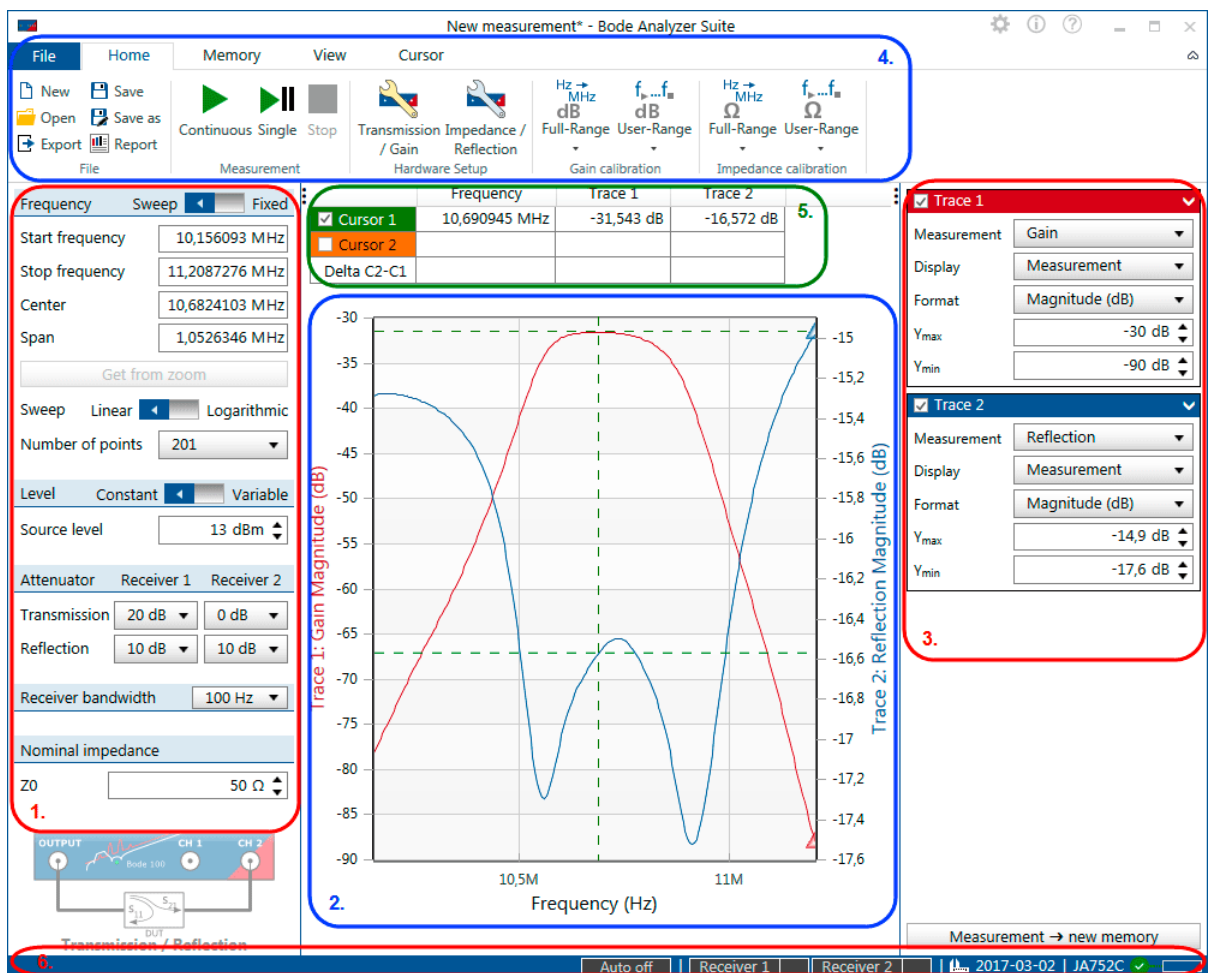 New measurement* - Bode Analyzer Suite
File Home Memory View Cursor 4.
New Save
Open Save as
Export Report
File
Continuous Single Stop
Measurement
Transmission / Gain
Impedance / Reflection
Hardware Setup
Hz MHz dB f...f dB
Full-Range User-Range
Gain calibration
Hz MHz Ω f...f Ω
Full-Range User-Range
Impedance calibration
Frequency Sweep Fixed
Start frequency 10,156093 MHz
Stop frequency 11,2087276 MHz
Center 10,6824103 MHz
Span 1,0526346 MHz
Get from zoom
Sweep Linear Logarithmic
Number of points 201
Level Constant Variable
Source level 13 dBm
Attenuator Receiver 1 Receiver 2
Transmission 20 dB 0 dB
Reflection 10 dB 10 dB
Receiver bandwidth 100 Hz
Nominal impedance
Z0 50 Ω
1.
OUTPUT CH 1 CH 2
Bode 100
S11 S21
DUT
Transmission / Reflection
Frequency Trace 1 Trace 2
Cursor 1 10,690945 MHz -31,543 dB -16,572 dB
Cursor 2
Delta C2-C1
5.
Trace 1: Gain Magnitude (dB)
-30
-35
-40
-45
-50
-55
-60
-65
-70
-75
-80
-85
-90
-15
-15,2
-15,4
-15,6
-15,8
-16
-16,2
-16,4
-16,6
-16,8
-17
-17,2
-17,4
-17,6
Trace 2: Reflection Magnitude (dB)
10,5M 11M
Frequency (Hz)
2.
Trace 1
Measurement Gain
Display Measurement
Format Magnitude (dB)
Ymax -30 dB
Ymin -90 dB
Trace 2
Measurement Reflection
Display Measurement
Format Magnitude (dB)
Ymax -14,9 dB
Ymin -17,6 dB
3.
Measurement → new memory
6.
Auto off | Receiver 1 Receiver 2 | 2017-03-02 | JA752C